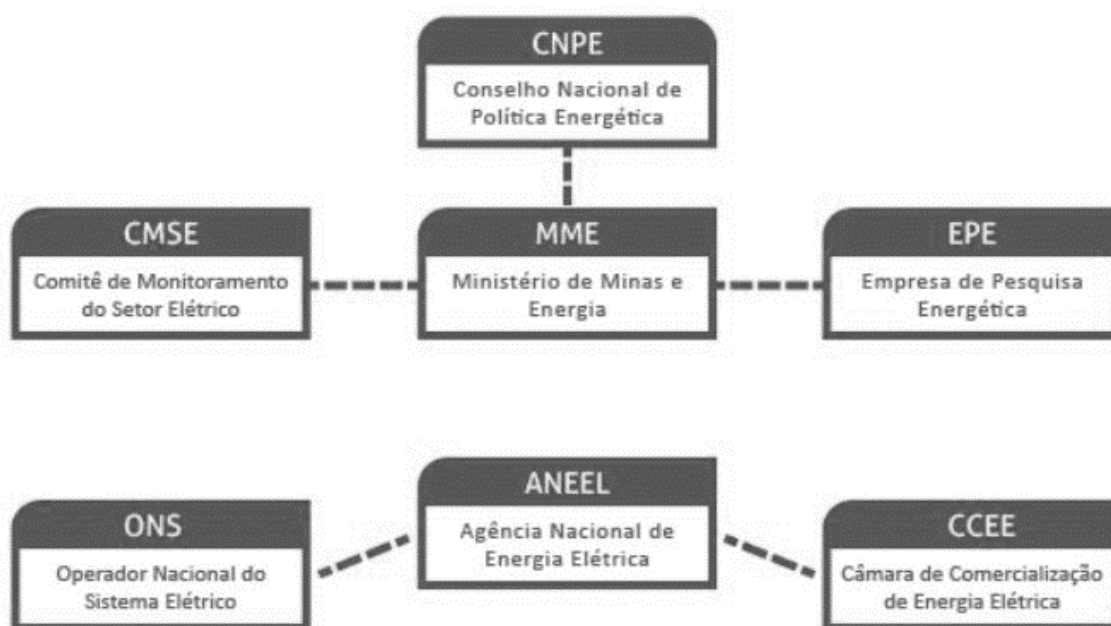 CNPE
Conselho Nacional de
Política Energética
CMSE
Comitê de Monitoramento
do Setor Elétrico
MME
Ministério de Minas e
Energia
EPE
Empresa de Pesquisa
Energética
ANEEL
Agência Nacional de
Energia Elétrica
ONS
Operador Nacional do
Sistema Elétrico
CCEE
Câmara de Comercialização
de Energia Elétrica